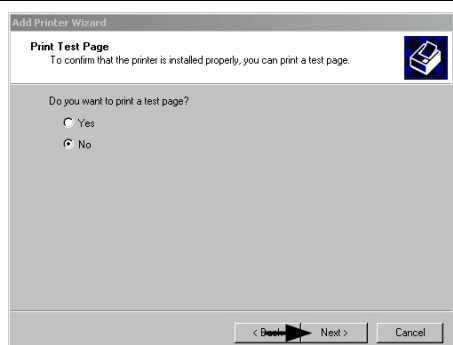 Add Printer Wizard
Print Test Page
To confirm that the printer is installed properly, you can print a test page.
Do you want to print a test page?
Yes
No
< Back Next > Cancel